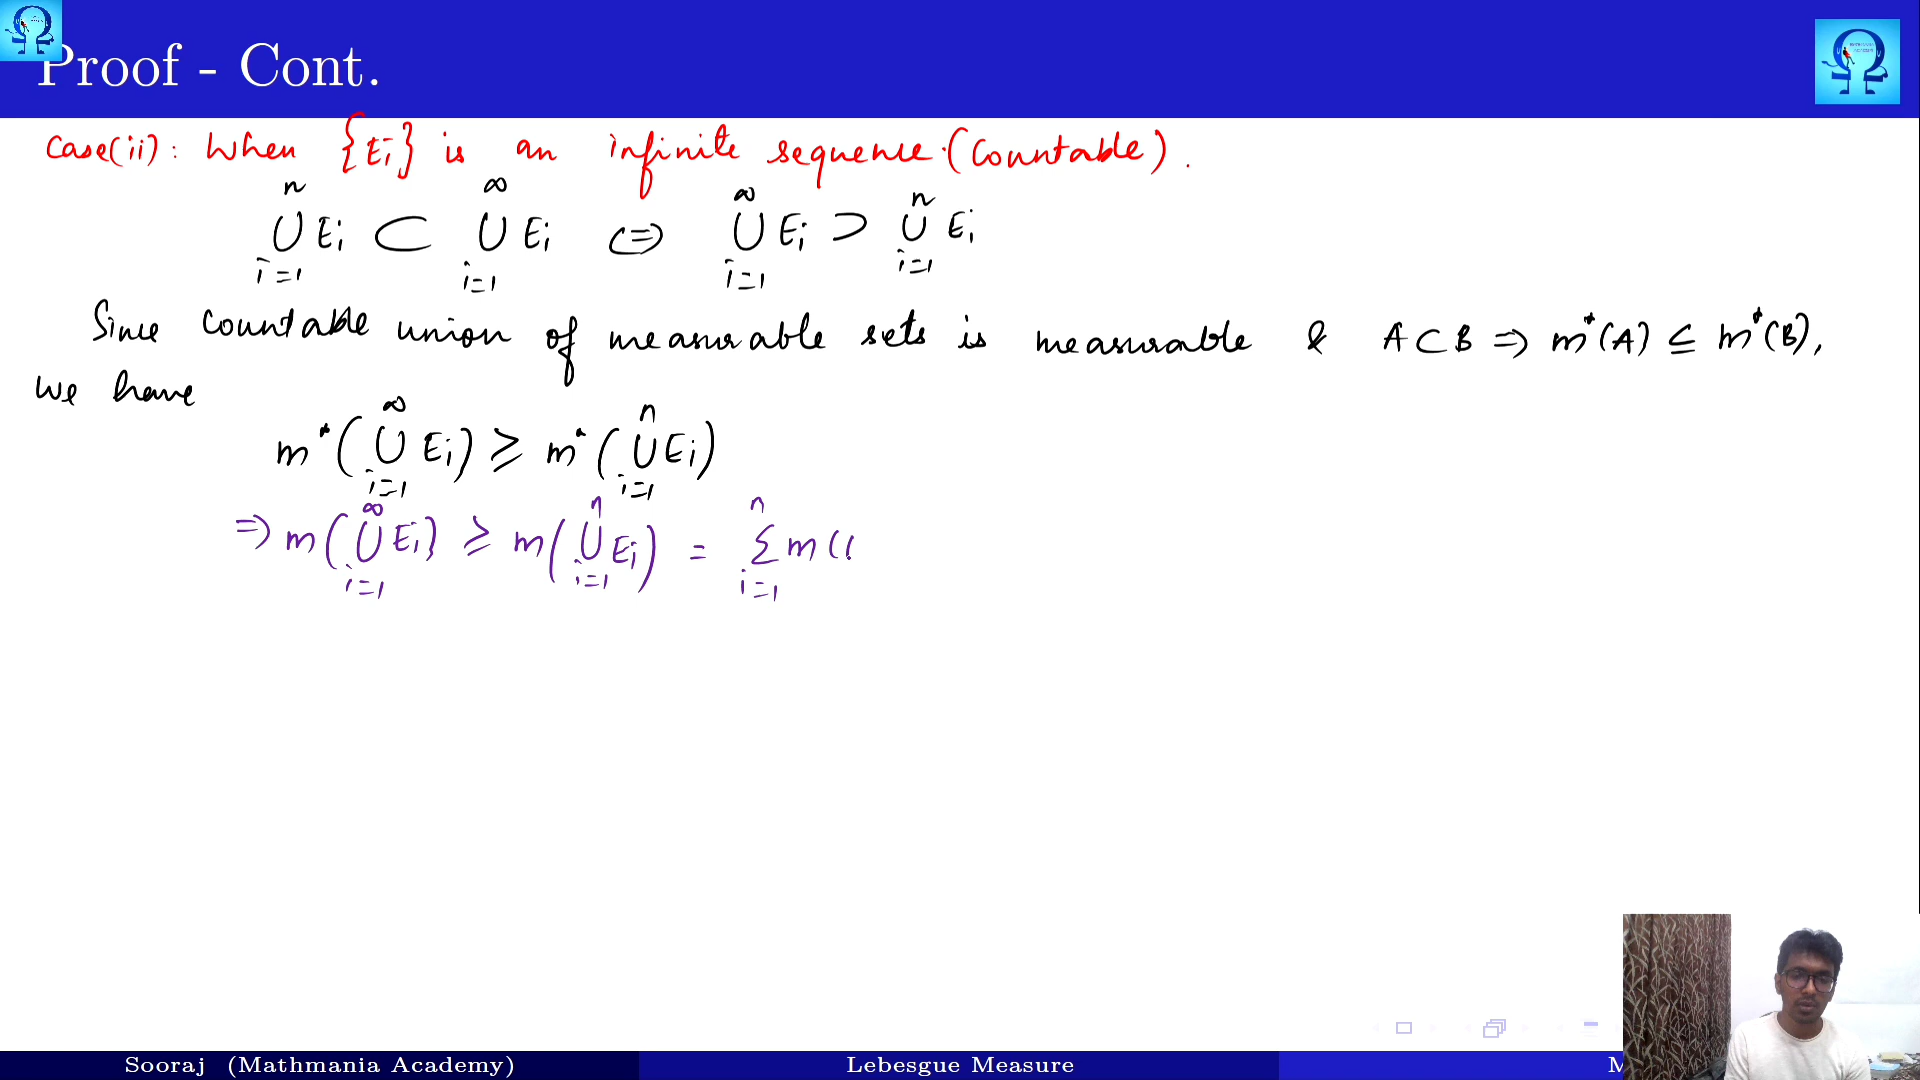 Proof - Cont.
Case(ii): When {Ei} is an infinite sequence.(Countable).
n ∞ ∞ n
∪ Ei ⊂ ∪ Ei ⇔ ∪ Ei ⊃ ∪ Ei
i=1 i=1 i=1 i=1
Since countable union of measurable sets is measurable & A⊂B ⇒ m*(A) ≤ m*(B),
we have
∞ n
m*(∪ Ei) ≥ m*(∪ Ei)
i=1 i=1
∞ n n
⇒ m(∪ Ei) ≥ m(∪ Ei) = Σ m((
i=1 i=1 i=1
Sooraj (Mathmania Academy) Lebesgue Measure M